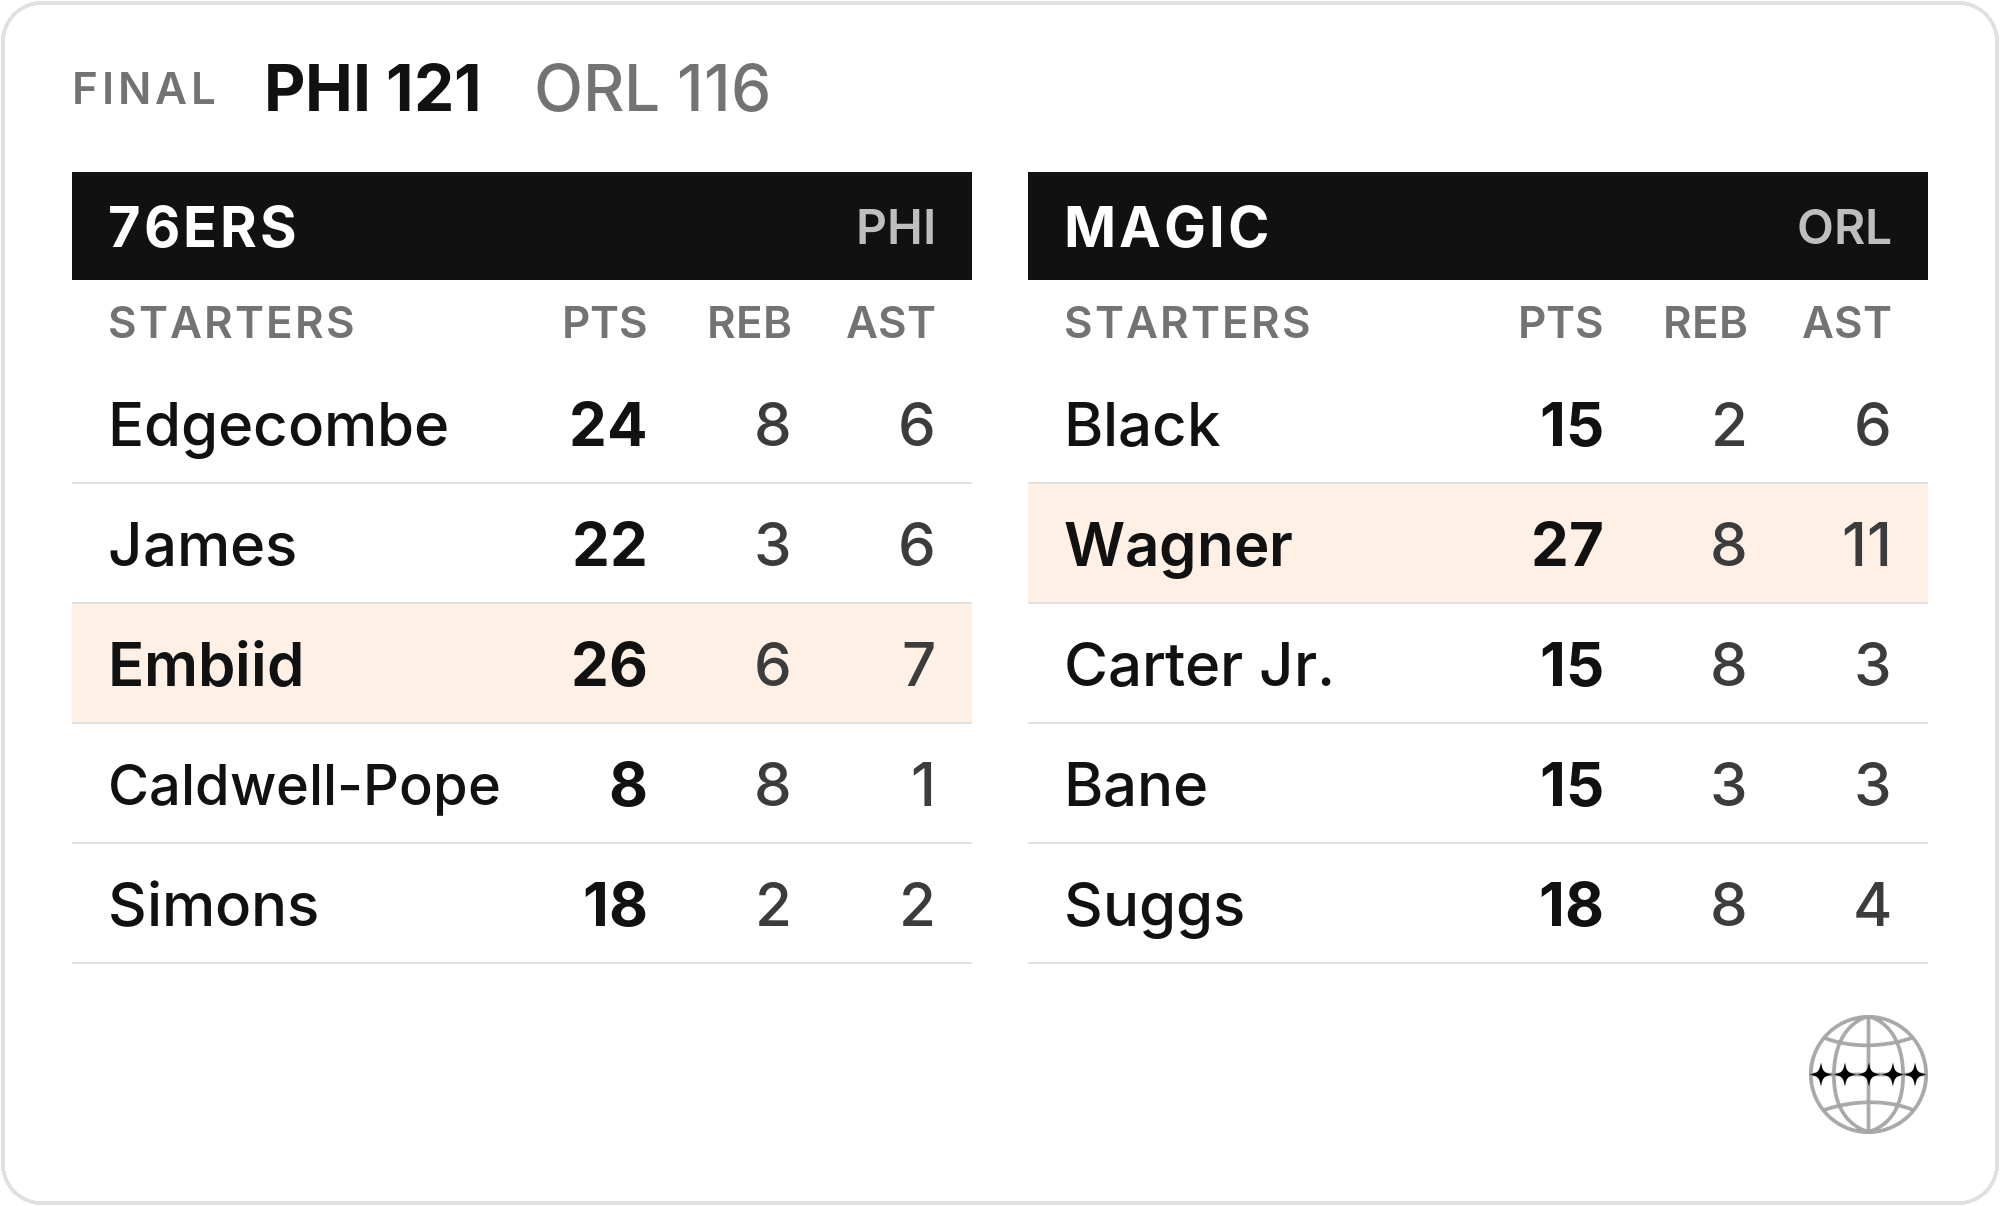 FINAL PHI 121 ORL 116
76ERS PHI
STARTERS PTS REB AST
Edgecombe 24 8 6
James 22 3 6
Embiid 26 6 7
Caldwell-Pope 8 8 1
Simons 18 2 2
MAGIC ORL
STARTERS PTS REB AST
Black 15 2 6
Wagner 27 8 11
Carter Jr. 15 8 3
Bane 15 3 3
Suggs 18 8 4